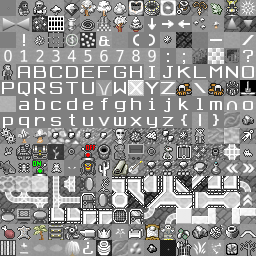 ! $ & ( )
0 1 2 3 4 5 6 7 8 9 : ; ?
A B C D E F G H I J K L M N O
P Q R S T U V W X Y Z
a b c d e f g h i j k l m n o
p q r s t u v w x y z { | }